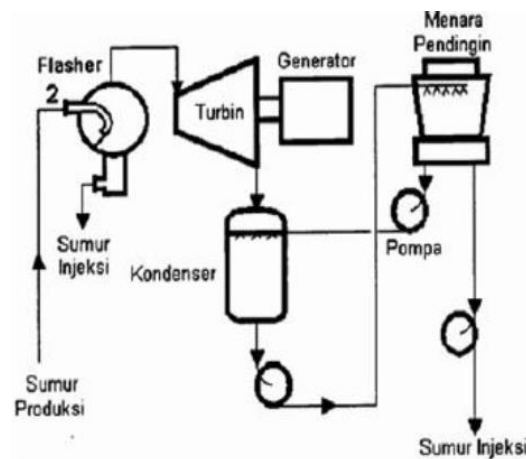 Menara
Pendingin
Flasher
Generator
2
Turbin
Sumur
Injeksi
Kondenser
Pompa
Sumur
Produksi
Sumur Injeksi